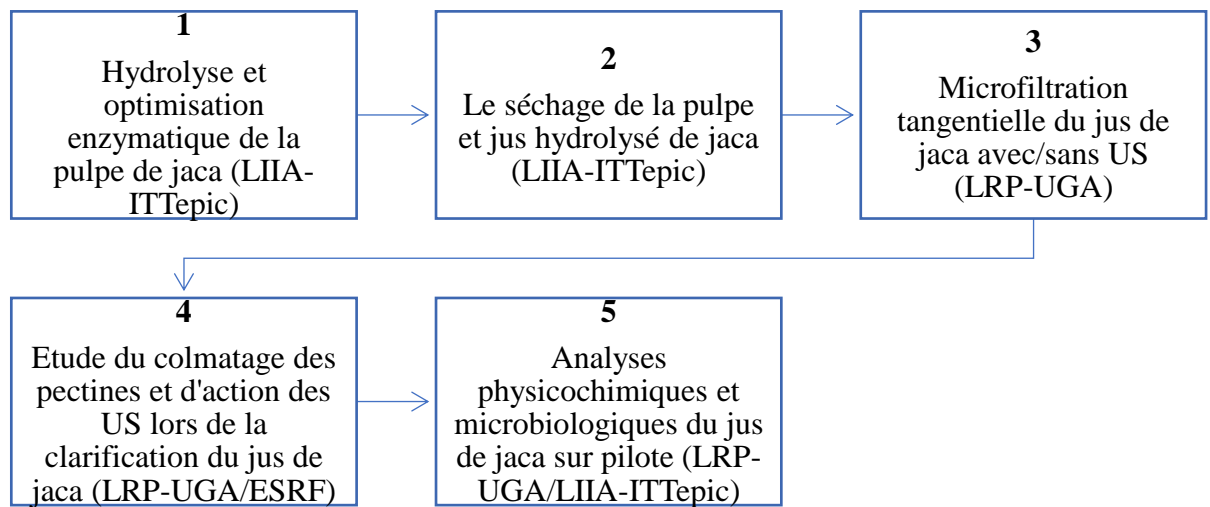 1
Hydrolyse et
optimisation
enzymatique de la
pulpe de jaca (LIIA-
ITTepic)
2
Le séchage de la pulpe
et jus hydrolysé de jaca
(LIIA-ITTepic)
3
Microfiltration
tangentielle du jus de
jaca avec/sans US
(LRP-UGA)
4
Etude du colmatage des
pectines et d'action des
US lors de la
clarification du jus de
jaca (LRP-UGA/ESRF)
5
Analyses
physicochimiques et
microbiologiques du jus
de jaca sur pilote (LRP-
UGA/LIIA-ITTepic)